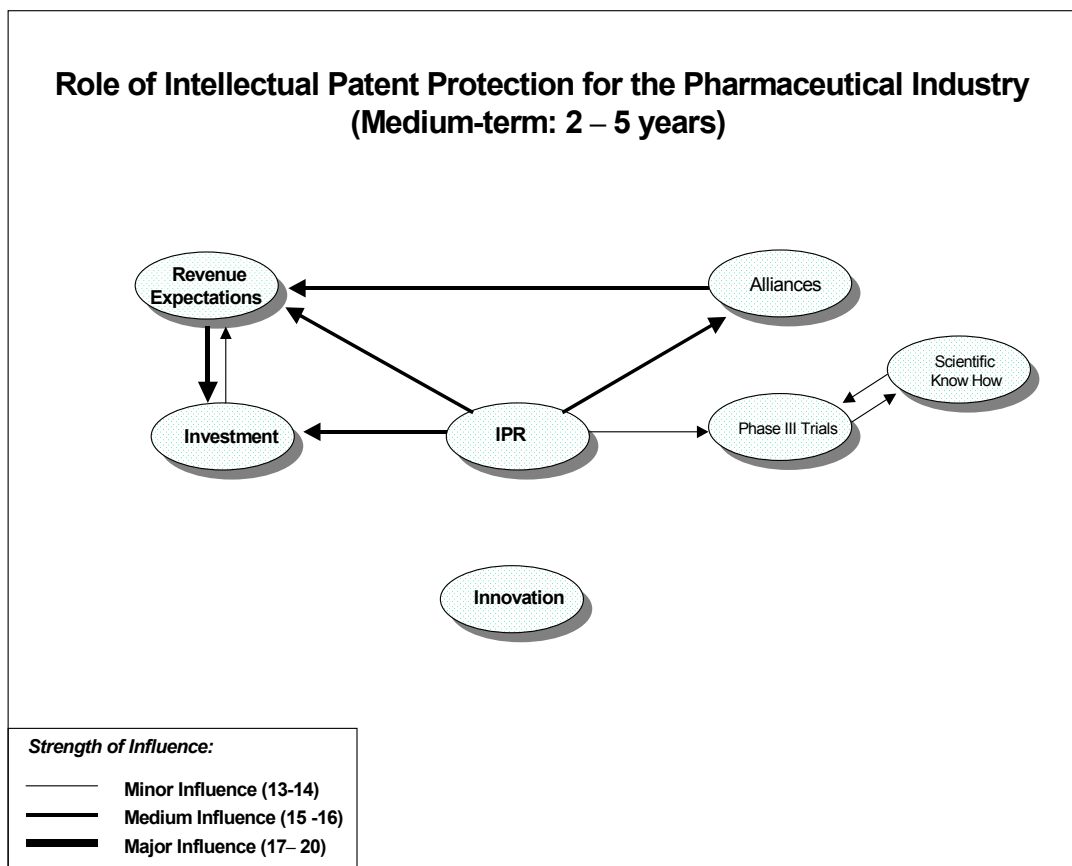 Role of Intellectual Patent Protection for the Pharmaceutical Industry
(Medium-term: 2 – 5 years)
Revenue
Expectations
Alliances
Scientific
Know How
Investment
IPR
Phase III Trials
Innovation
Strength of Influence:
Minor Influence (13-14)
Medium Influence (15 -16)
Major Influence (17– 20)